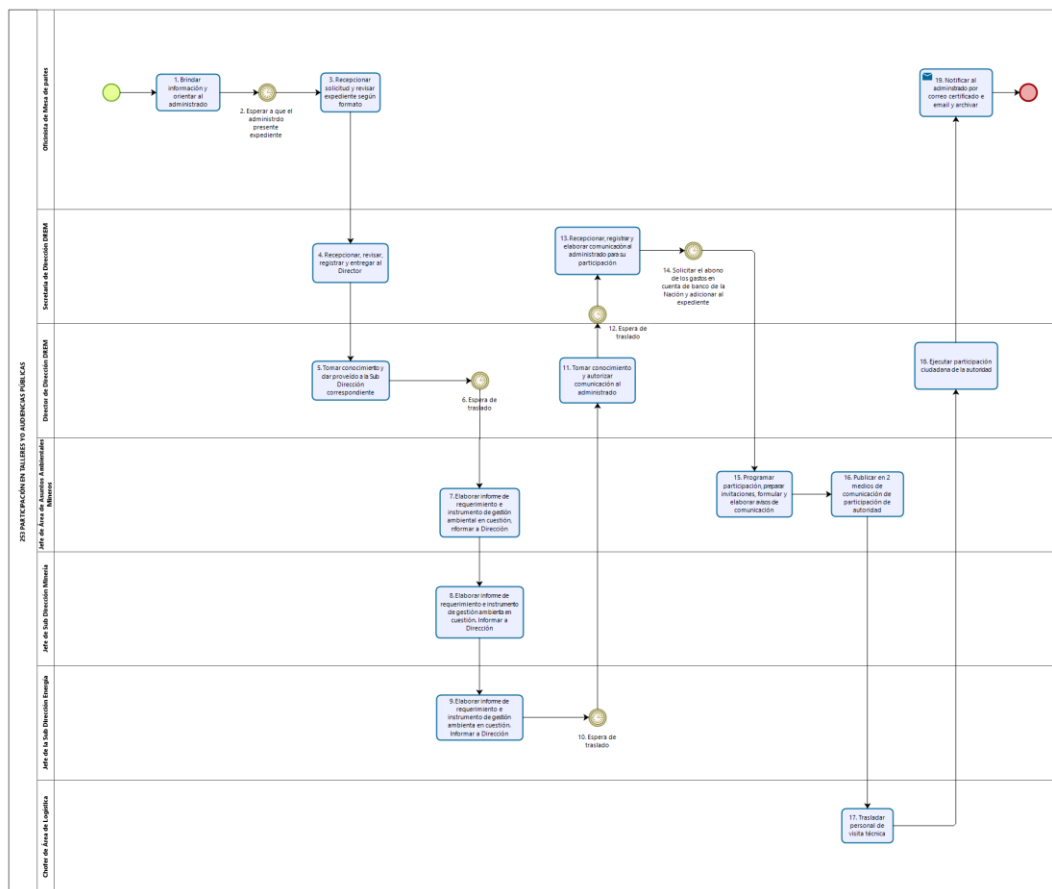 253 PARTICIPACIÓN EN TALLERES YO AUDIENCIAS PÚBLICAS
Oficinista de Mesa de partes
1. Brindar
información y
orientar al
administrado
2. Esperar a que el
administrdo
presente
expediente
3. Recepcionar
solicitud y revisar
expediente según
formato
19. Notificar al
administrado por
correo certificado e
email y archivar
Secretaria de Dirección DREM
4. Recepcionar, revisar,
registrar y entregar al
Director
13. Recepcionar, registrar y
elaborar comunicación al
administrado para su
participación
14. Solicitar el abono
de los gastos en
cuenta de banco de la
Nación y adicionar al
expediente
12. Espera de
traslado
Director de Dirección DREM
5. Tomar conocimiento y
dar proveído a la Sub
Dirección
correspondiente
6. Espera de
traslado
11. Tomar conocimiento
y autorizar
comunicación al
administrado
18. Ejecutar participación
ciudadana de la autoridad
Jefe de Área de Asuntos Ambientales
Mineros
7. Elaborar informe de
requerimiento e
instrumento de gestión
ambiental en cuestión,
nformar a Dirección
15. Programar
participación, preparar
invitaciones, formular y
elaborar avisos de
comunicación
16. Publicar en 2
medios de
comunicación de
participación de
autoridad
Jefe de Sub Dirección Minería
8. Elaborar informe de
requerimiento e instrumento
de gestión ambienta en
cuestión. Informar a
Dirección
Jefe de la Sub Dirección Energía
9. Elaborar informe de
requerimiento e
instrumento de gestión
ambienta en cuestión.
Informar a Dirección
10. Espera de
traslado
Chofer de Área de Logística
17. Trasladar
personal de
visita técnica